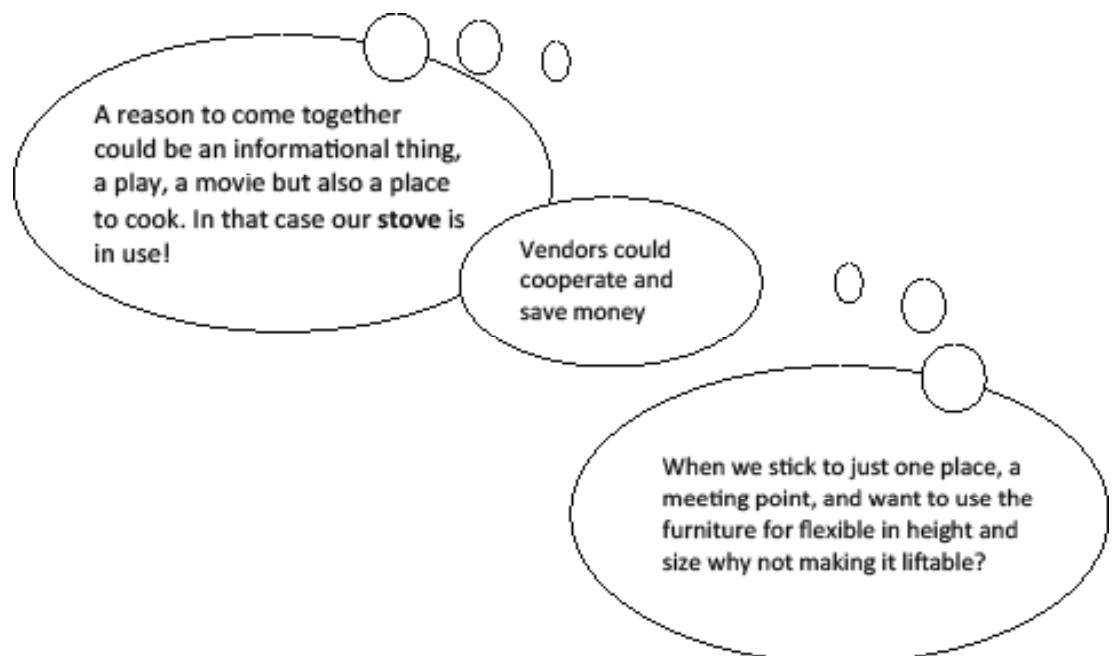 A reason to come together
could be an informational thing,
a play, a movie but also a place
to cook. In that case our stove is
in use!
Vendors could
cooperate and
save money
When we stick to just one place, a
meeting point, and want to use the
furniture for flexible in height and
size why not making it liftable?